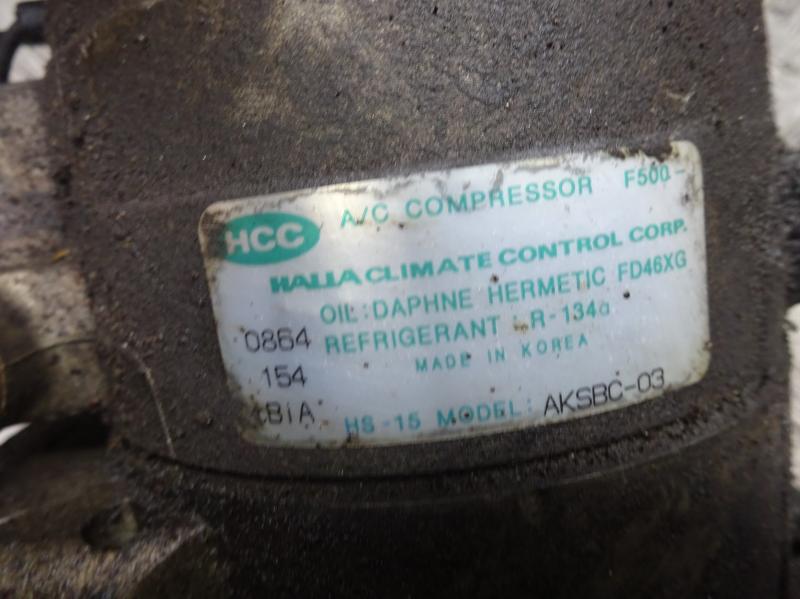 HCC
A/C COMPRESSOR F500-
HALLA CLIMATE CONTROL CORP.
OIL: DAPHNE HERMETIC FD46XG
0864 REFRIGERANT : R-134a
154 MADE IN KOREA
HS-15 MODEL: AKSBC-03